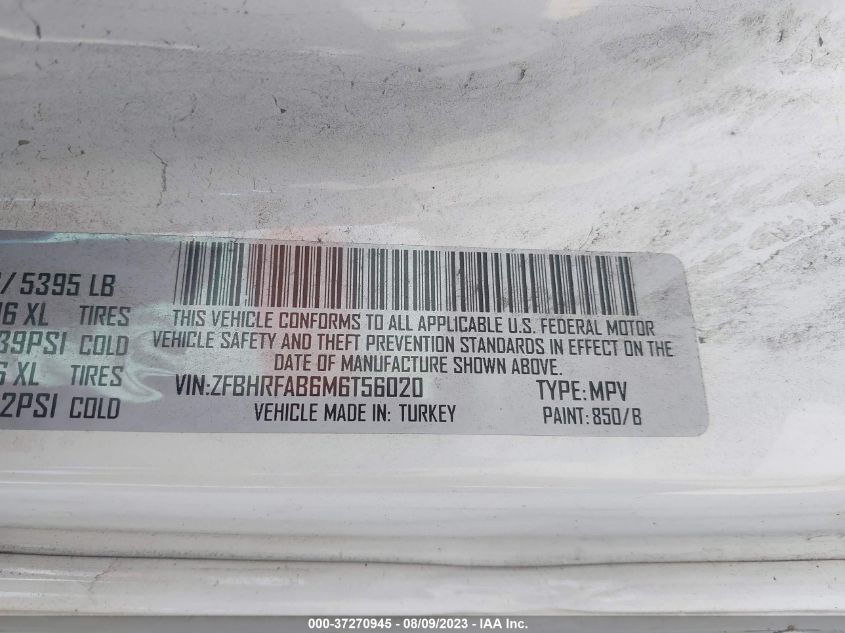 / 5395 LB
6 XL TIRES
39PSI COLD
XL TIRES
2PSI COLD
THIS VEHICLE CONFORMS TO ALL APPLICABLE U.S. FEDERAL MOTOR
VEHICLE SAFETY AND THEFT PREVENTION STANDARDS IN EFFECT ON THE
DATE OF MANUFACTURE SHOWN ABOVE.
VIN:ZFBHRFAB6M6T56020 TYPE:MPV
VEHICLE MADE IN: TURKEY PAINT:850/B
000-37270945 - 08/09/2023 - IAA Inc.